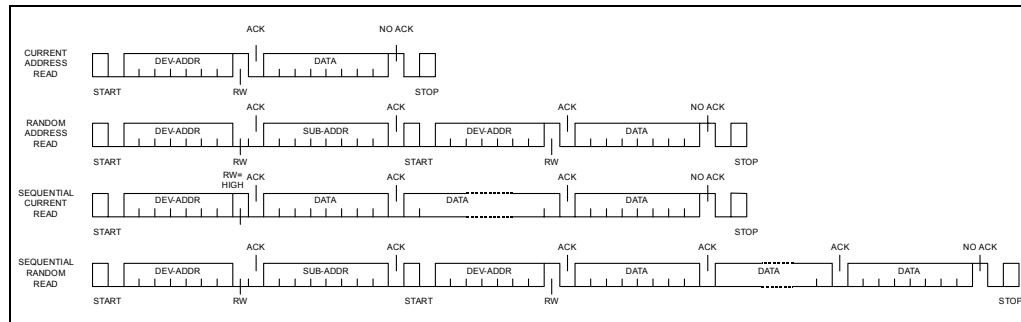 ACK NO ACK
CURRENT
ADDRESS
READ
DEV-ADDR DATA
START RW STOP
ACK ACK ACK NO ACK
RANDOM
ADDRESS
READ
DEV-ADDR SUB-ADDR DEV-ADDR DATA
START RW START RW STOP
RW=
HIGH
ACK ACK ACK NO ACK
SEQUENTIAL
CURRENT
READ
DEV-ADDR DATA DATA DATA
START STOP
ACK ACK ACK ACK ACK NO ACK
SEQUENTIAL
RANDOM
READ
DEV-ADDR SUB-ADDR DEV-ADDR DATA DATA DATA
START RW START RW STOP